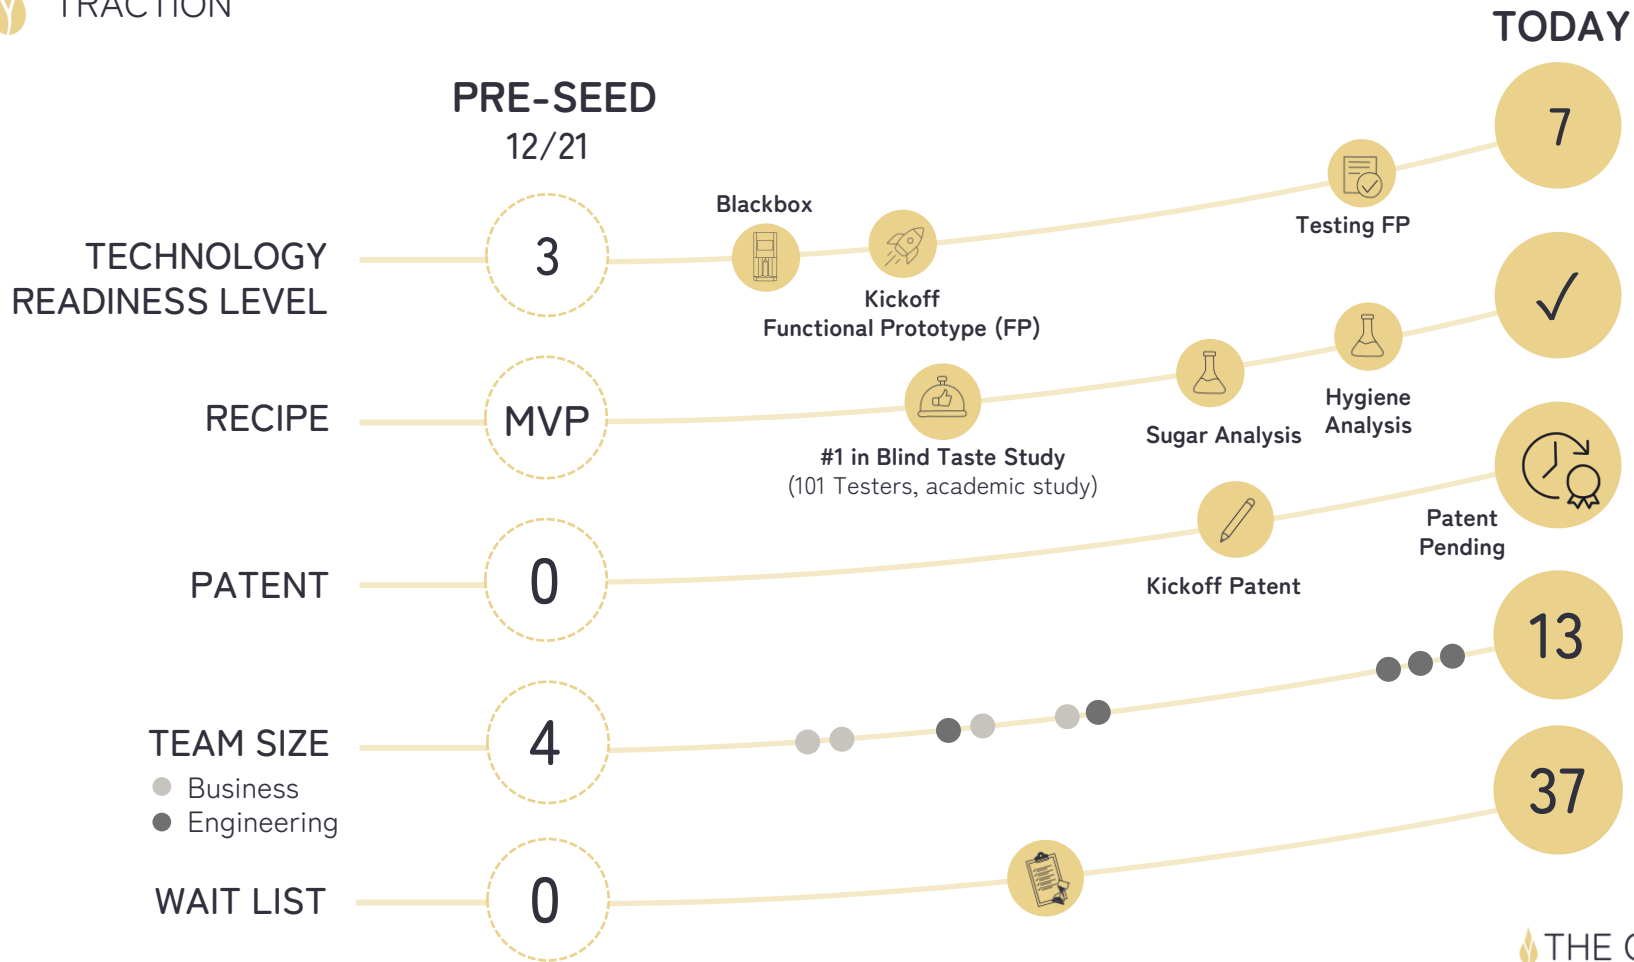 TRACTION
TODAY
PRE-SEED
12/21
TECHNOLOGY
READINESS LEVEL
3
Blackbox
Kickoff
Functional Prototype (FP)
Testing FP
7
RECIPE
MVP
#1 in Blind Taste Study
(101 Testers, academic study)
Sugar Analysis
Hygiene
Analysis
✓
PATENT
0
Kickoff Patent
Patent
Pending
TEAM SIZE
Business
Engineering
4
13
WAIT LIST
0
37
THE